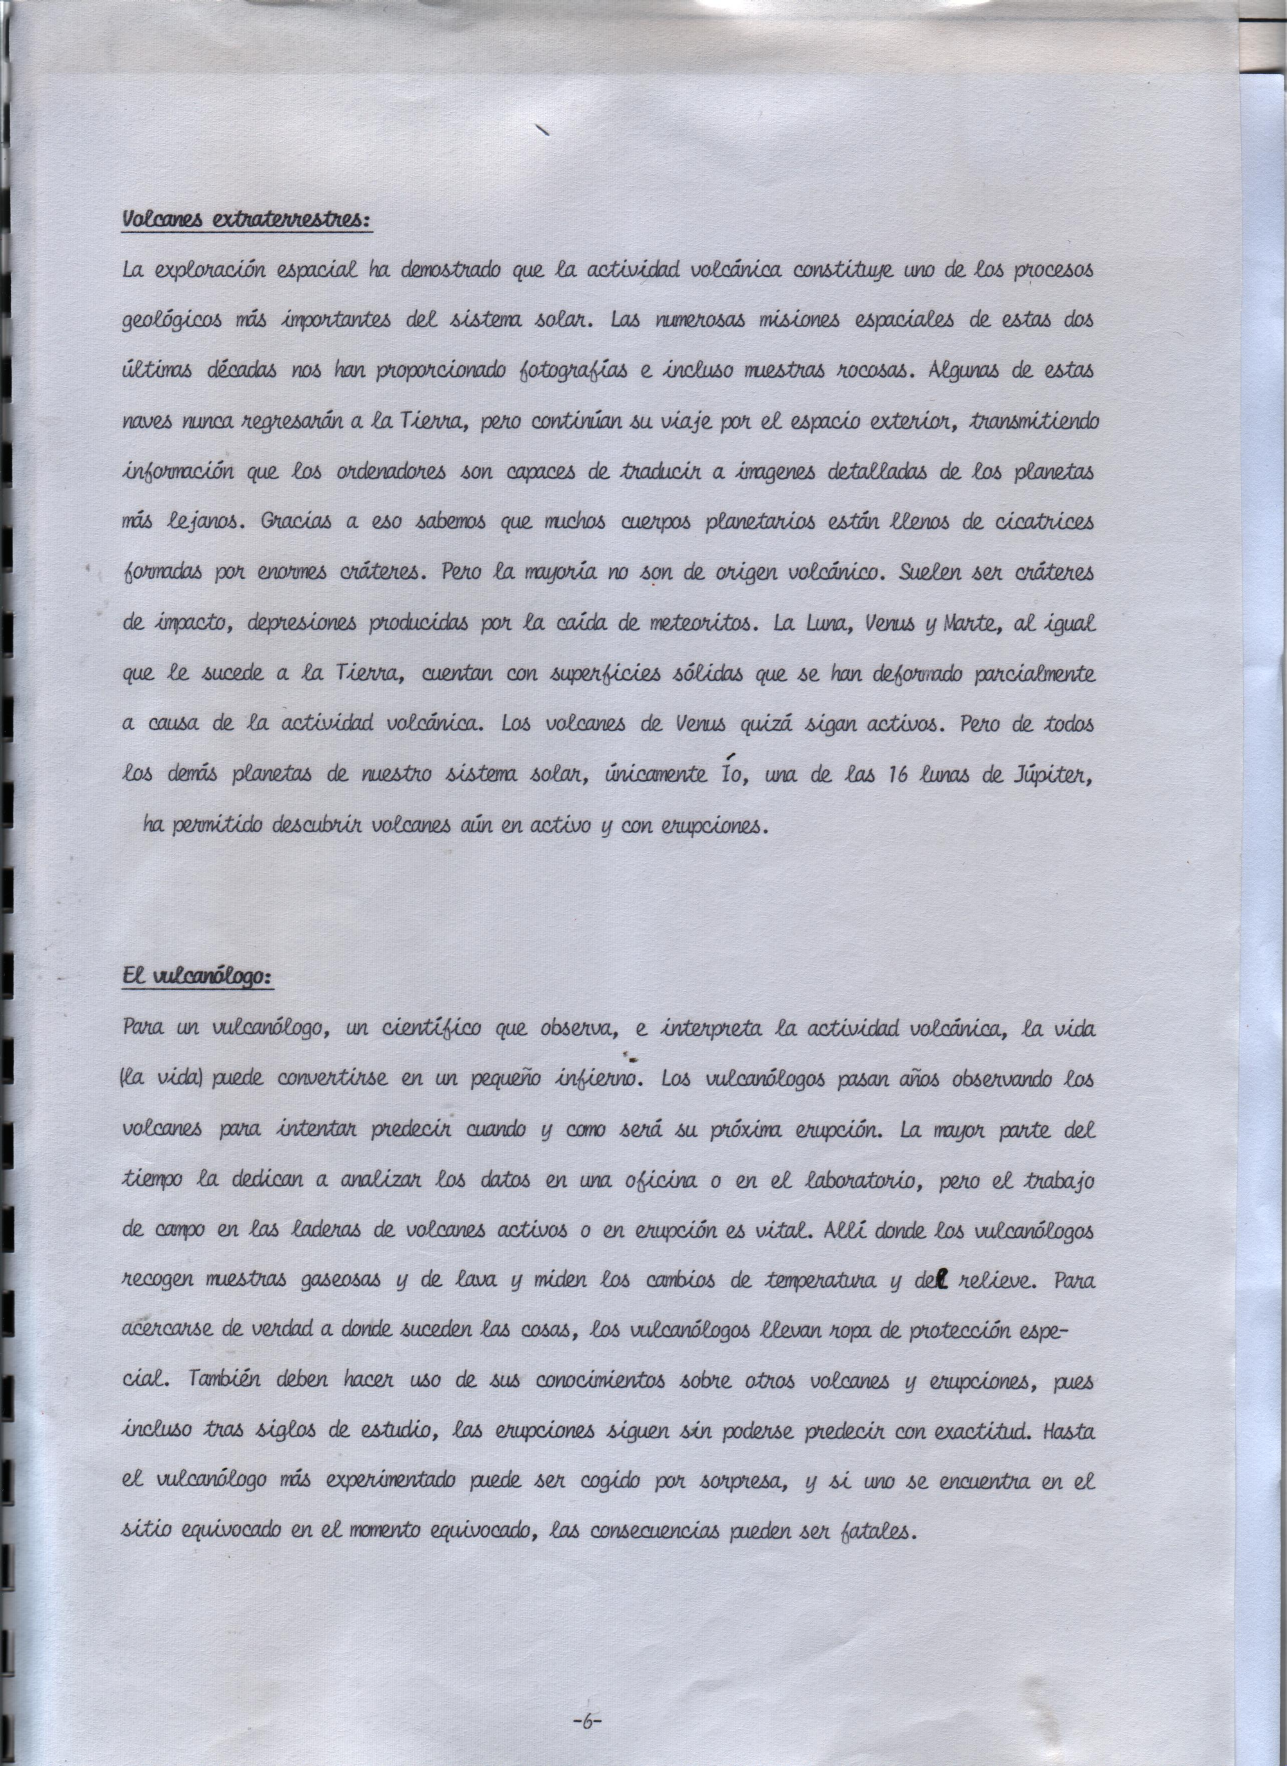 Volcanes extraterrestres:
La exploración espacial ha demostrado que la actividad volcánica constituye uno de los procesos
geológicos más importantes del sistema solar. Las numerosas misiones espaciales de estas dos
últimas décadas nos han proporcionado fotografías e incluso muestras rocosas. Algunas de estas
naves nunca regresarán a la Tierra, pero continúan su viaje por el espacio exterior, transmitiendo
información que los ordenadores son capaces de traducir a imagenes detalladas de los planetas
más lejanos. Gracias a eso sabemos que muchos cuerpos planetarios están llenos de cicatrices
formadas por enormes cráteres. Pero la mayoría no son de origen volcánico. Suelen ser cráteres
de impacto, depresiones producidas por la caída de meteoritos. La Luna, Venus y Marte, al igual
que le sucede a la Tierra, cuentan con superficies sólidas que se han deformado parcialmente
a causa de la actividad volcánica. Los volcanes de Venus quizá sigan activos. Pero de todos
los demás planetas de nuestro sistema solar, únicamente Ío, una de las 16 lunas de Júpiter,
ha permitido descubrir volcanes aún en activo y con erupciones.
El vulcanólogo:
Para un vulcanólogo, un científico que observa, e interpreta la actividad volcánica, la vida
(la vida) puede convertirse en un pequeño infierno. Los vulcanólogos pasan años observando los
volcanes para intentar predecir cuando y como será su próxima erupción. La mayor parte del
tiempo la dedican a analizar los datos en una oficina o en el laboratorio, pero el trabajo
de campo en las laderas de volcanes activos o en erupción es vital. Allí donde los vulcanólogos
recogen muestras gaseosas y de lava y miden los cambios de temperatura y del relieve. Para
acercarse de verdad a donde suceden las cosas, los vulcanólogos llevan ropa de protección espe-
cial. También deben hacer uso de sus conocimientos sobre otros volcanes y erupciones, pues
incluso tras siglos de estudio, las erupciones siguen sin poderse predecir con exactitud. Hasta
el vulcanólogo más experimentado puede ser cogido por sorpresa, y si uno se encuentra en el
sitio equivocado en el momento equivocado, las consecuencias pueden ser fatales.
-6-